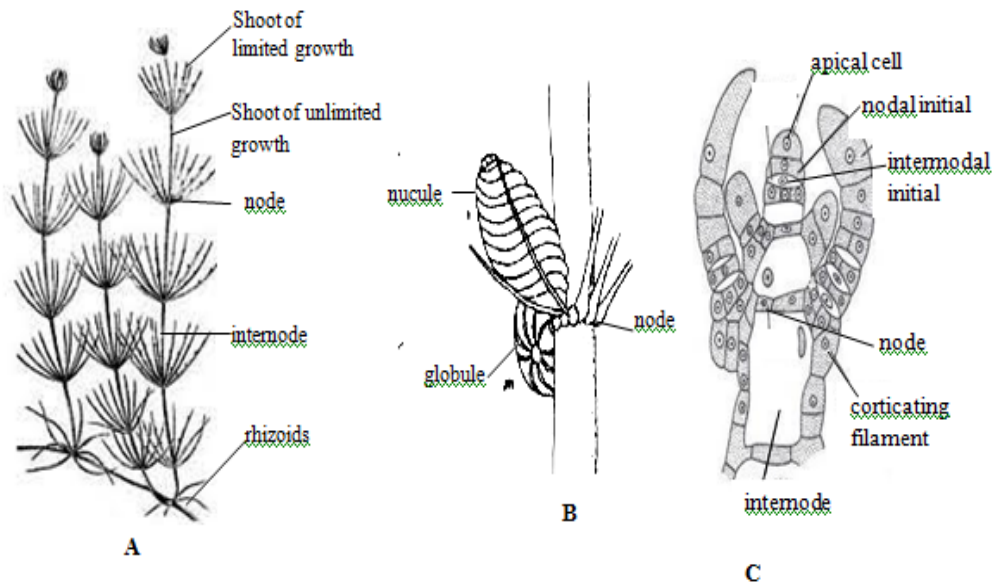 Shoot of
limited growth
Shoot of unlimited
growth
node
internode
rhizoids
A
nucule
globule
node
B
apical cell
nodal initial
intermodal
initial
node
corticating
filament
internode
C